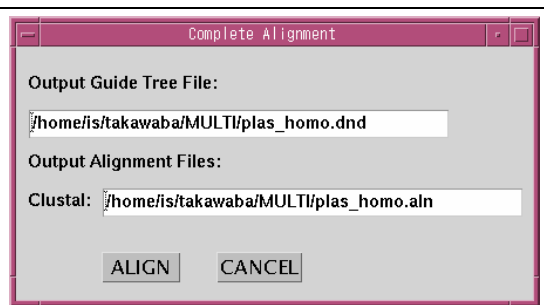 Complete Alignment
Output Guide Tree File:
/home/is/takawaba/MULTI/plas_homo.dnd
Output Alignment Files:
Clustal: /home/is/takawaba/MULTI/plas_homo.aln
ALIGN CANCEL